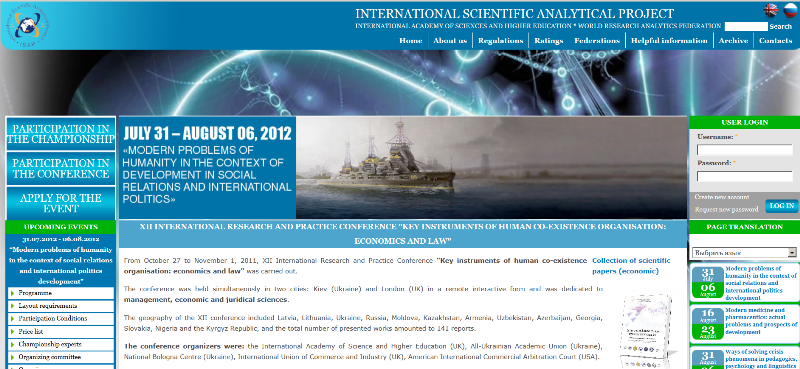 INTERNATIONAL SCIENTIFIC ANALYTICAL PROJECT
INTERNATIONAL ACADEMY OF SCIENCES AND HIGHER EDUCATION * WORLD RESEARCH ANALYTICS FEDERATION
Search
Home About us Regulations Ratings Federations Helpful information Archive Contacts
PARTICIPATION IN
THE CHAMPIONSHIP
PARTICIPATION IN
THE CONFERENCE
APPLY FOR THE
EVENT
JULY 31 – AUGUST 06, 2012
«MODERN PROBLEMS OF
HUMANITY IN THE CONTEXT OF
DEVELOPMENT IN SOCIAL
RELATIONS AND INTERNATIONAL
POLITICS»
USER LOGIN
Username: *
Password: *
Create new account
Request new password
LOG IN
UPCOMING EVENTS
31.07.2012 - 06.08.2012
"Modern problems of humanity
in the context of social relations
and international politics
development"
Programme
Layout requirements
Participation Conditions
Price list
Championship experts
Organizing committee
XII INTERNATIONAL RESEARCH AND PRACTICE CONFERENCE "KEY INSTRUMENTS OF HUMAN CO-EXISTENCE ORGANISATION:
ECONOMICS AND LAW"
From October 27 to November 1, 2011, XII International Research and Practice Conference "Key instruments of human co-existence
organisation: economics and law" was carried out.
Collection of scientific
papers (economic)
The conference was held simultaneously in two cities: Kiev (Ukraine) and London (UK) in a remote interactive form and was dedicated to
management, economic and juridical sciences.
The geography of the XII conference included Latvia, Lithuania, Ukraine, Russia, Moldova, Kazakhstan, Armenia, Uzbekistan, Azerbaijan, Georgia,
Slovakia, Nigeria and the Kyrgyz Republic, and the total number of presented works amounted to 141 reports.
The conference organizers were: the International Academy of Science and Higher Education (UK), All-Ukrainian Academic Union (Ukraine),
National Bologna Centre (Ukraine), International Union of Commerce and Industry (UK), American International Commercial Arbitration Court (USA).
PAGE TRANSLATION
Выбрать язык
31
July
06
August
Modern problems of
humanity in the context of
social relations and
international politics
development
16
August
23
August
Modern medicine and
pharmaceutics: actual
problems and prospects of
development
31
August
Ways of solving crisis
phenomena in pedagogics,
psychology and linguistics